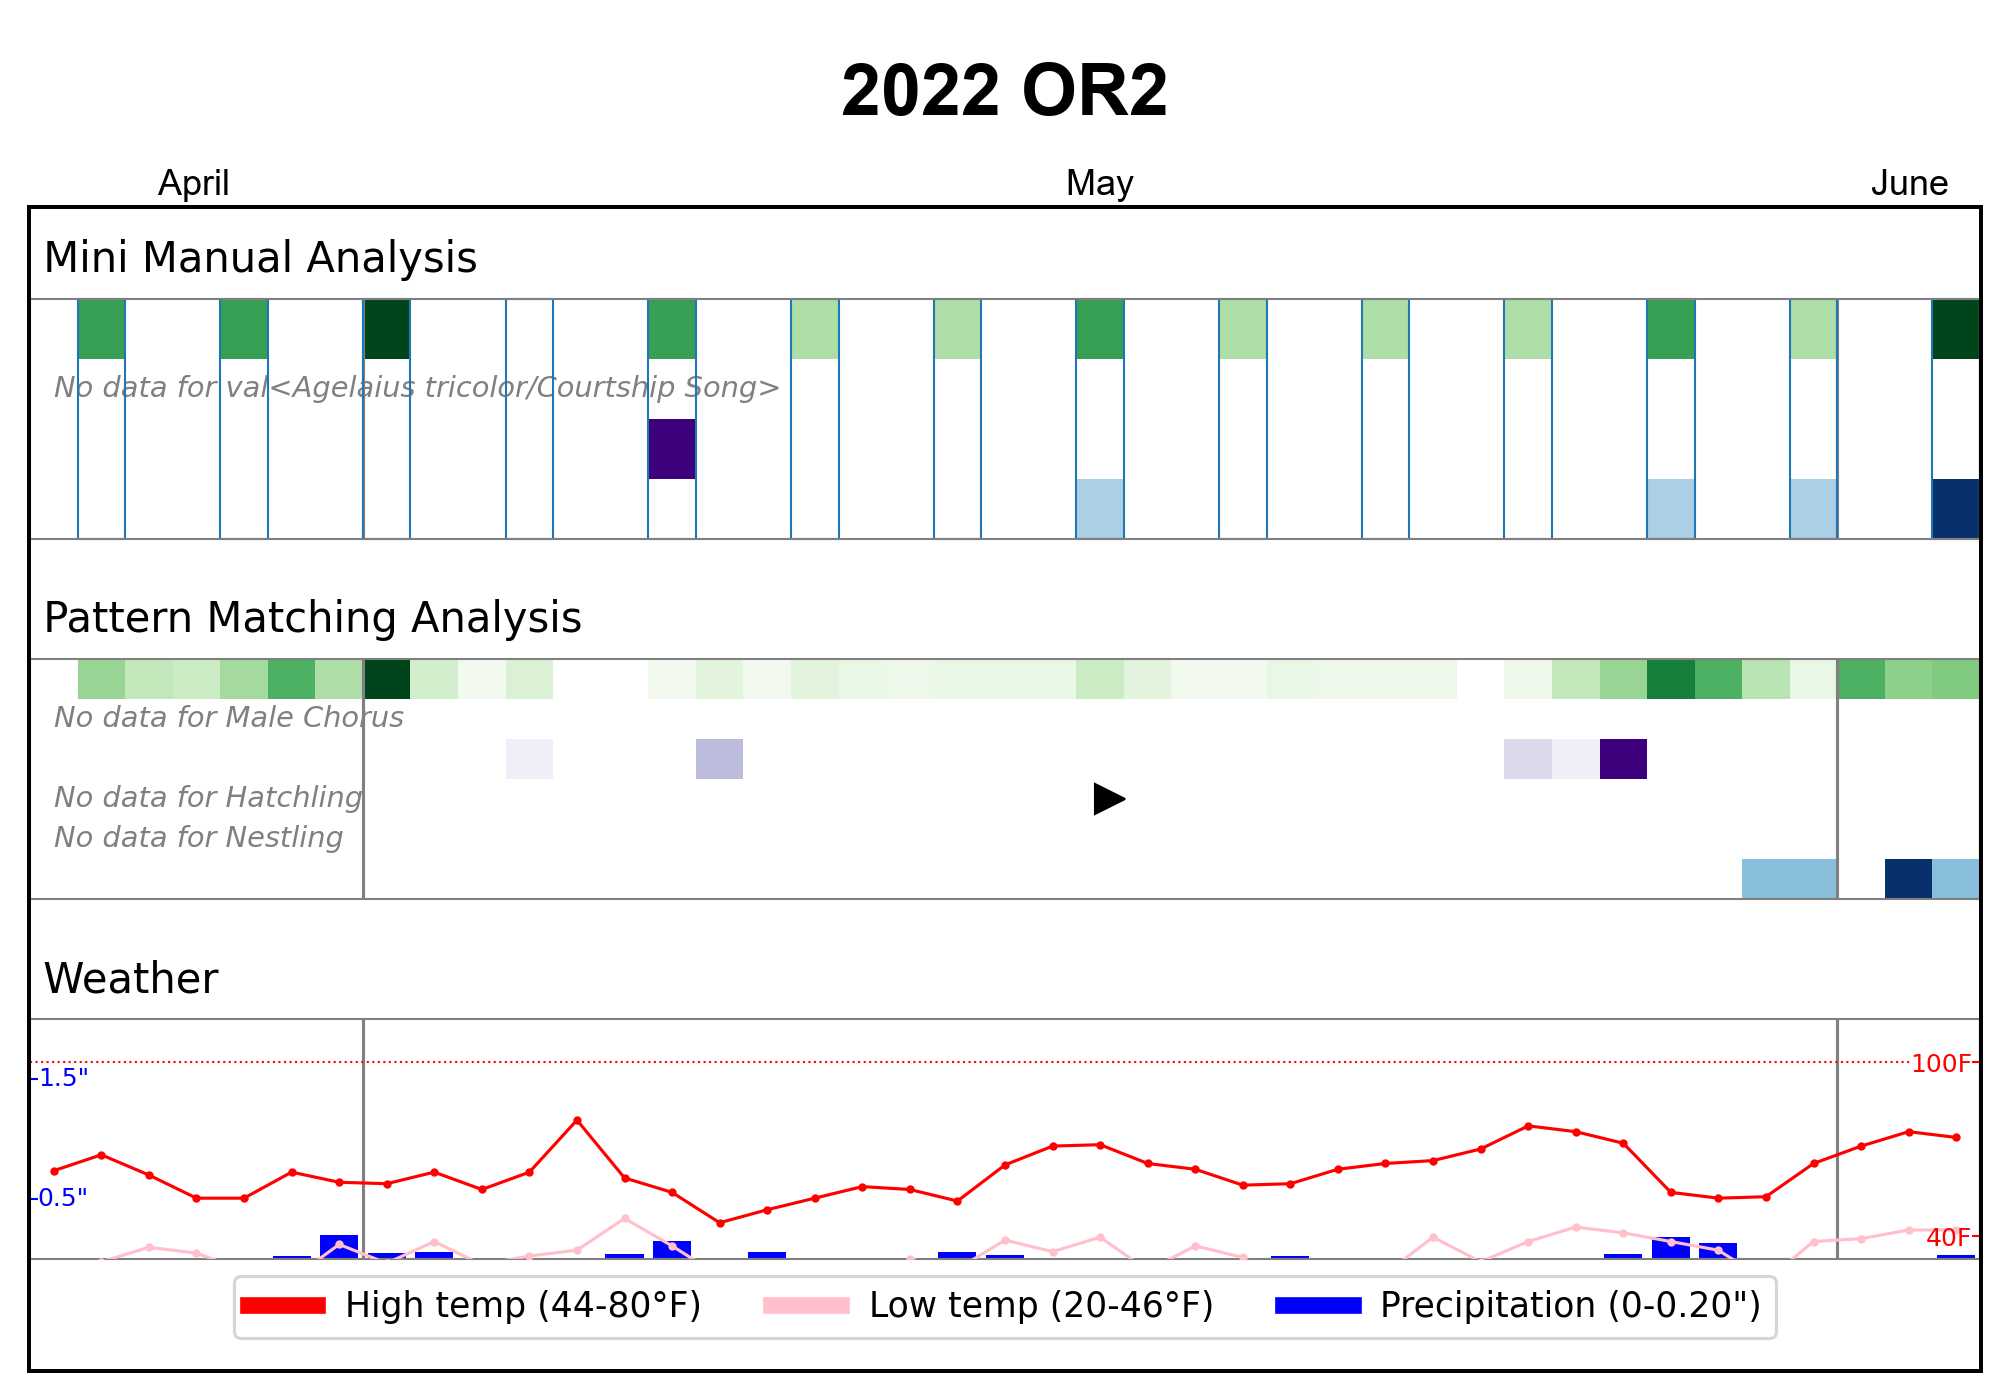 2022 OR2
April May June
Mini Manual Analysis
No data for val<Agelaius tricolor/Courtship Song>
Pattern Matching Analysis
No data for Male Chorus
No data for Hatchling
No data for Nestling
Weather
1.5" 100F
0.5"
40F
High temp (44-80°F) Low temp (20-46°F) Precipitation (0-0.20")